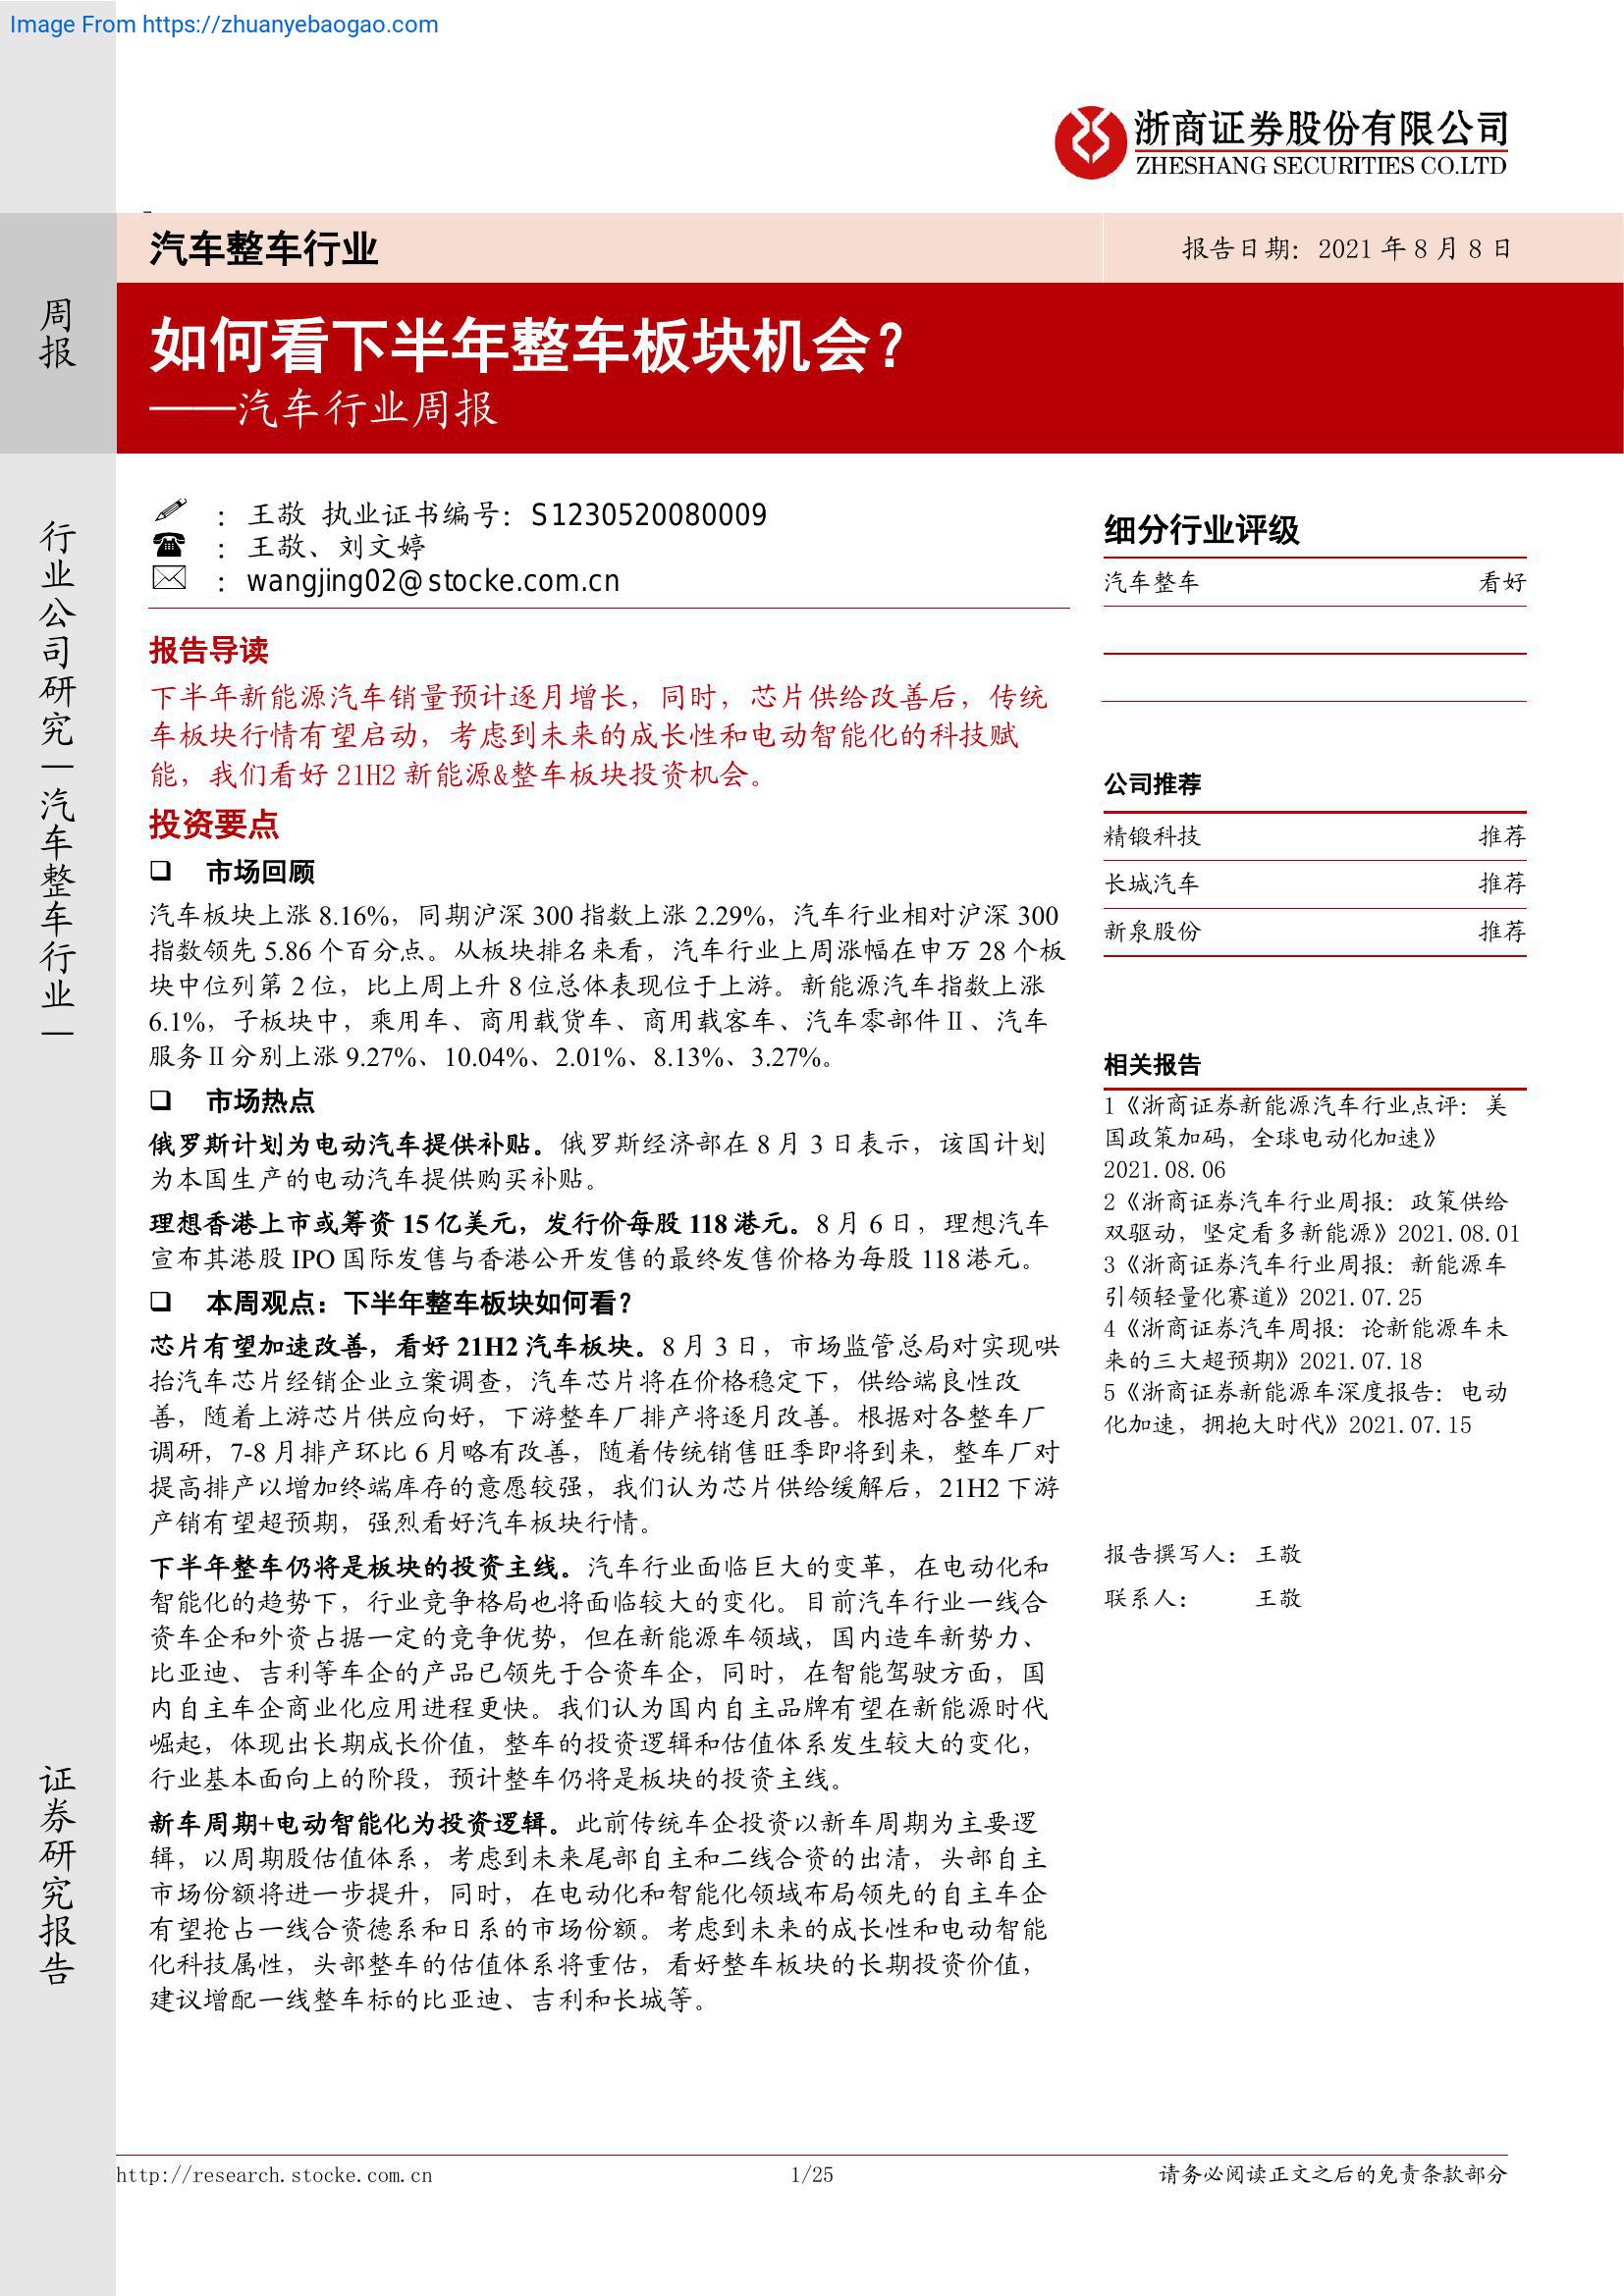 Image From https://zhuanyebaogao.com
浙商证券股份有限公司
ZHESHANG SECURITIES CO.LTD
汽车整车行业
报告日期：2021 年 8 月 8 日
周报
如何看下半年整车板块机会？
——汽车行业周报
行业公司研究|汽车整车行业|
证券研究报告
： 王敬 执业证书编号：S1230520080009
： 王敬、刘文婷
： wangjing02@stocke.com.cn
报告导读
下半年新能源汽车销量预计逐月增长，同时，芯片供给改善后，传统
车板块行情有望启动，考虑到未来的成长性和电动智能化的科技赋
能，我们看好 21H2 新能源&整车板块投资机会。
投资要点
❑ 市场回顾
汽车板块上涨 8.16%，同期沪深 300 指数上涨 2.29%，汽车行业相对沪深 300
指数领先 5.86 个百分点。从板块排名来看，汽车行业上周涨幅在申万 28 个板
块中位列第 2 位，比上周上升 8 位总体表现位于上游。新能源汽车指数上涨
6.1%，子板块中，乘用车、商用载货车、商用载客车、汽车零部件Ⅱ、汽车
服务Ⅱ分别上涨 9.27%、10.04%、2.01%、8.13%、3.27%。
❑ 市场热点
俄罗斯计划为电动汽车提供补贴。俄罗斯经济部在 8 月 3 日表示，该国计划
为本国生产的电动汽车提供购买补贴。
理想香港上市或筹资 15 亿美元，发行价每股 118 港元。8 月 6 日，理想汽车
宣布其港股 IPO 国际发售与香港公开发售的最终发售价格为每股 118 港元。
❑ 本周观点：下半年整车板块如何看？
芯片有望加速改善，看好 21H2 汽车板块。8 月 3 日，市场监管总局对实现哄
抬汽车芯片经销企业立案调查，汽车芯片将在价格稳定下，供给端良性改
善，随着上游芯片供应向好，下游整车厂排产将逐月改善。根据对各整车厂
调研，7-8 月排产环比 6 月略有改善，随着传统销售旺季即将到来，整车厂对
提高排产以增加终端库存的意愿较强，我们认为芯片供给缓解后，21H2 下游
产销有望超预期，强烈看好汽车板块行情。
下半年整车仍将是板块的投资主线。汽车行业面临巨大的变革，在电动化和
智能化的趋势下，行业竞争格局也将面临较大的变化。目前汽车行业一线合
资车企和外资占据一定的竞争优势，但在新能源车领域，国内造车新势力、
比亚迪、吉利等车企的产品已领先于合资车企，同时，在智能驾驶方面，国
内自主车企商业化应用进程更快。我们认为国内自主品牌有望在新能源时代
崛起，体现出长期成长价值，整车的投资逻辑和估值体系发生较大的变化，
行业基本面向上的阶段，预计整车仍将是板块的投资主线。
新车周期+电动智能化为投资逻辑。此前传统车企投资以新车周期为主要逻
辑，以周期股估值体系，考虑到未来尾部自主和二线合资的出清，头部自主
市场份额将进一步提升，同时，在电动化和智能化领域布局领先的自主车企
有望抢占一线合资德系和日系的市场份额。考虑到未来的成长性和电动智能
化科技属性，头部整车的估值体系将重估，看好整车板块的长期投资价值，
建议增配一线整车标的比亚迪、吉利和长城等。
细分行业评级
汽车整车 看好
公司推荐
精锻科技 推荐
长城汽车 推荐
新泉股份 推荐
相关报告
1《浙商证券新能源汽车行业点评：美
国政策加码，全球电动化加速》
2021.08.06
2《浙商证券汽车行业周报：政策供给
双驱动，坚定看多新能源》2021.08.01
3《浙商证券汽车行业周报：新能源车
引领轻量化赛道》2021.07.25
4《浙商证券汽车周报：论新能源车未
来的三大超预期》2021.07.18
5《浙商证券新能源车深度报告：电动
化加速，拥抱大时代》2021.07.15
报告撰写人：王敬
联系人： 王敬
http://research.stocke.com.cn
1/25
请务必阅读正文之后的免责条款部分